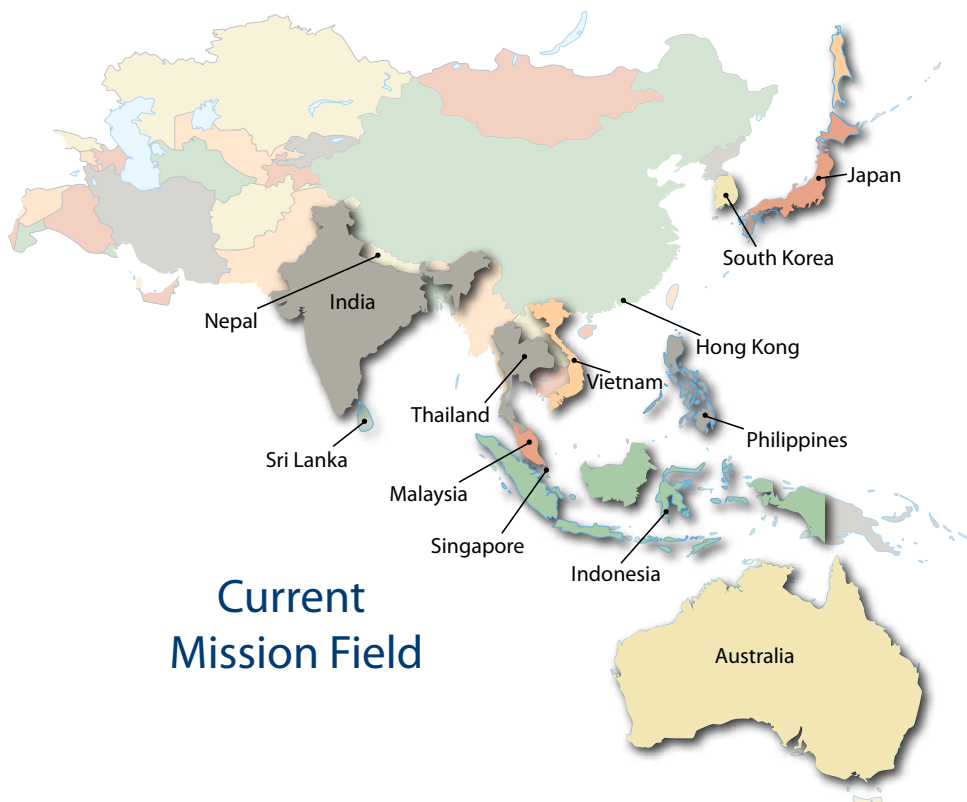 Japan
South Korea
Nepal
India
Hong Kong
Vietnam
Thailand
Philippines
Sri Lanka
Malaysia
Singapore
Indonesia
Current
Mission Field
Australia